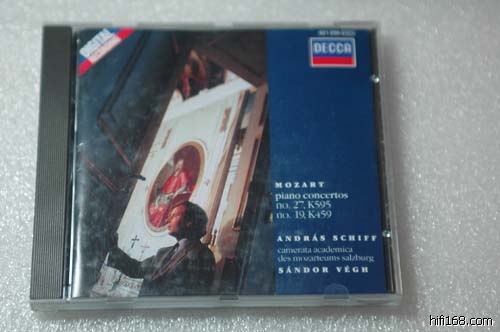 DIGITAL
DECCA
MOZART
piano concertos
no. 27, K595
no. 19, K459
ANDRÁS SCHIFF
camerata academica
des mozarteums salzburg
SÁNDOR VÉGH
hifi168.com